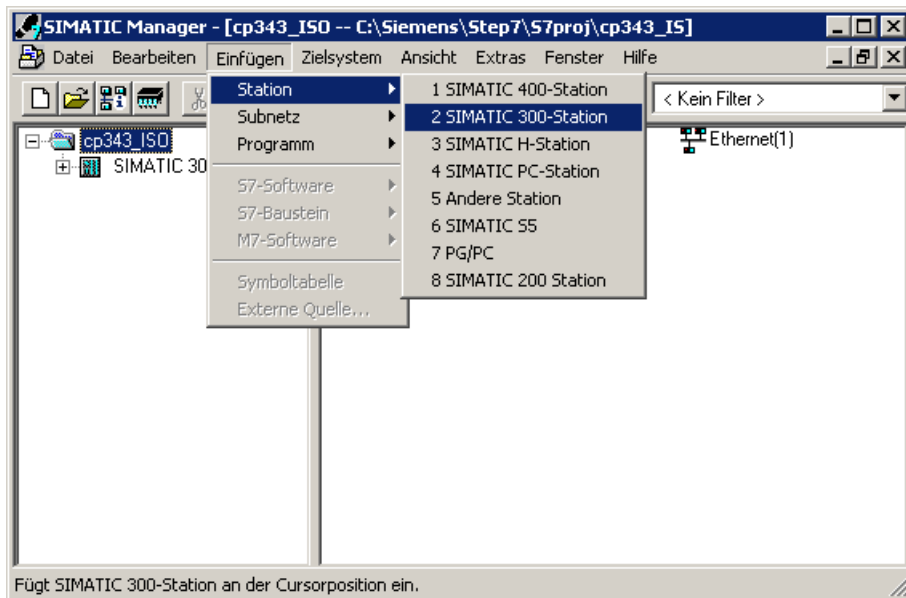 SIMATIC Manager - [cp343_ISO -- C:\Siemens\Step7\S7proj\cp343_IS]
Datei Bearbeiten Einfügen Zielsystem Ansicht Extras Fenster Hilfe
< Kein Filter >
cp343_ISO
SIMATIC 30
Station
Subnetz
Programm
S7-Software
S7-Baustein
M7-Software
Symboltabelle
Externe Quelle...
1 SIMATIC 400-Station
2 SIMATIC 300-Station
3 SIMATIC H-Station
4 SIMATIC PC-Station
5 Andere Station
6 SIMATIC S5
7 PG/PC
8 SIMATIC 200 Station
Ethernet(1)
Fügt SIMATIC 300-Station an der Cursorposition ein.